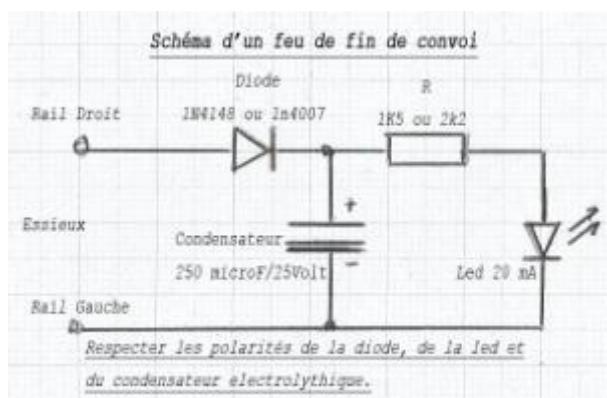 Schéma d'un feu de fin de convoi
Diode
R
Rail Droit
1N4148 ou 1n4007
1K5 ou 2k2
+
Essieux
Condensateur
-
250 microF/25Volt
Led 20 mA
Rail Gauche
Respecter les polarités de la diode, de la led et
du condensateur electrolythique.